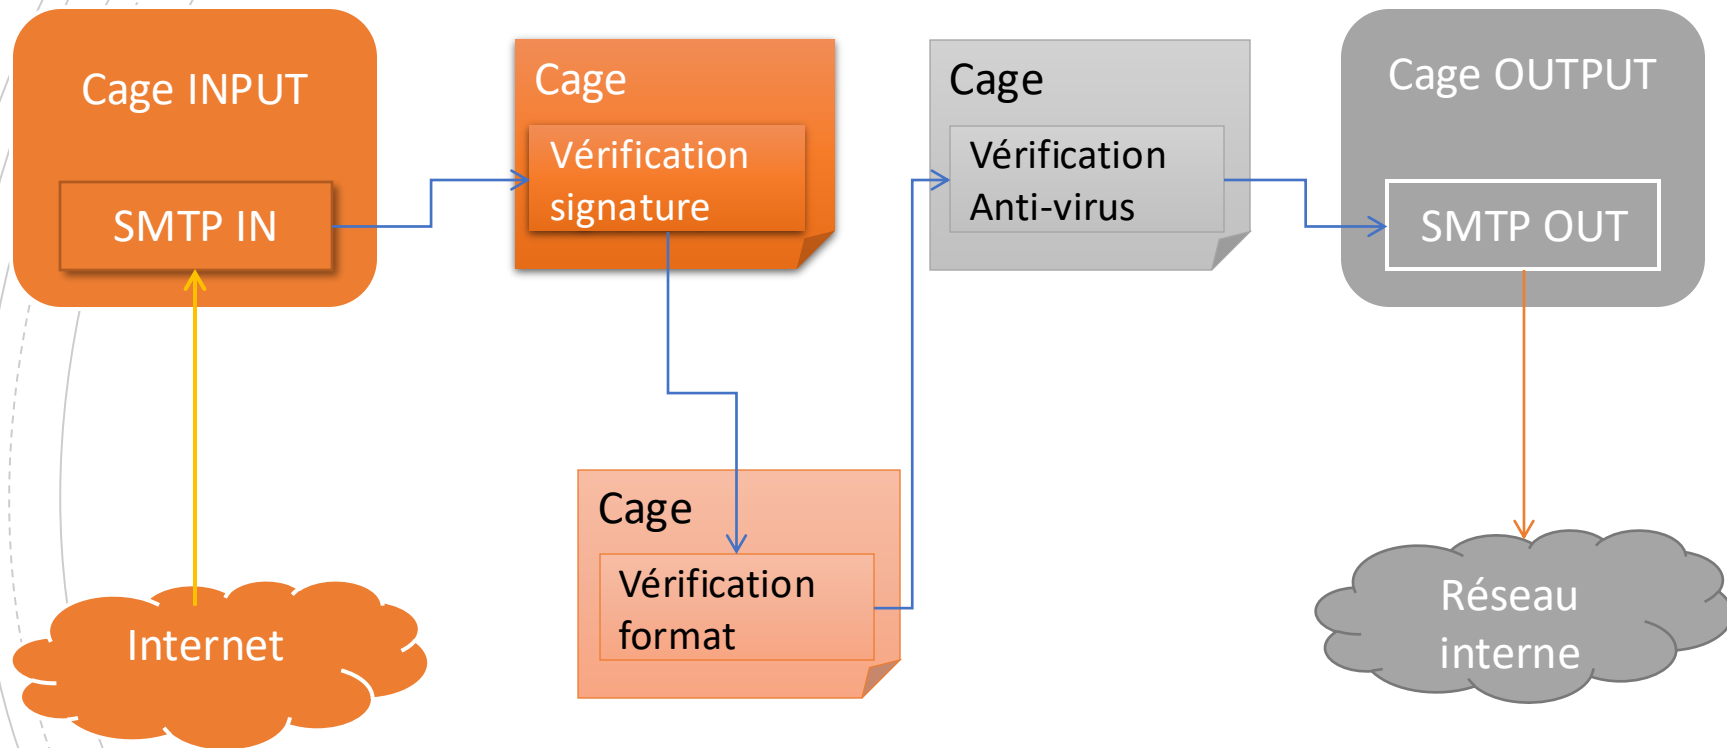 Cage INPUT
SMTP IN
Internet
Cage
Vérification
signature
Cage
Vérification
format
Cage
Vérification
Anti-virus
Cage OUTPUT
SMTP OUT
Réseau
interne